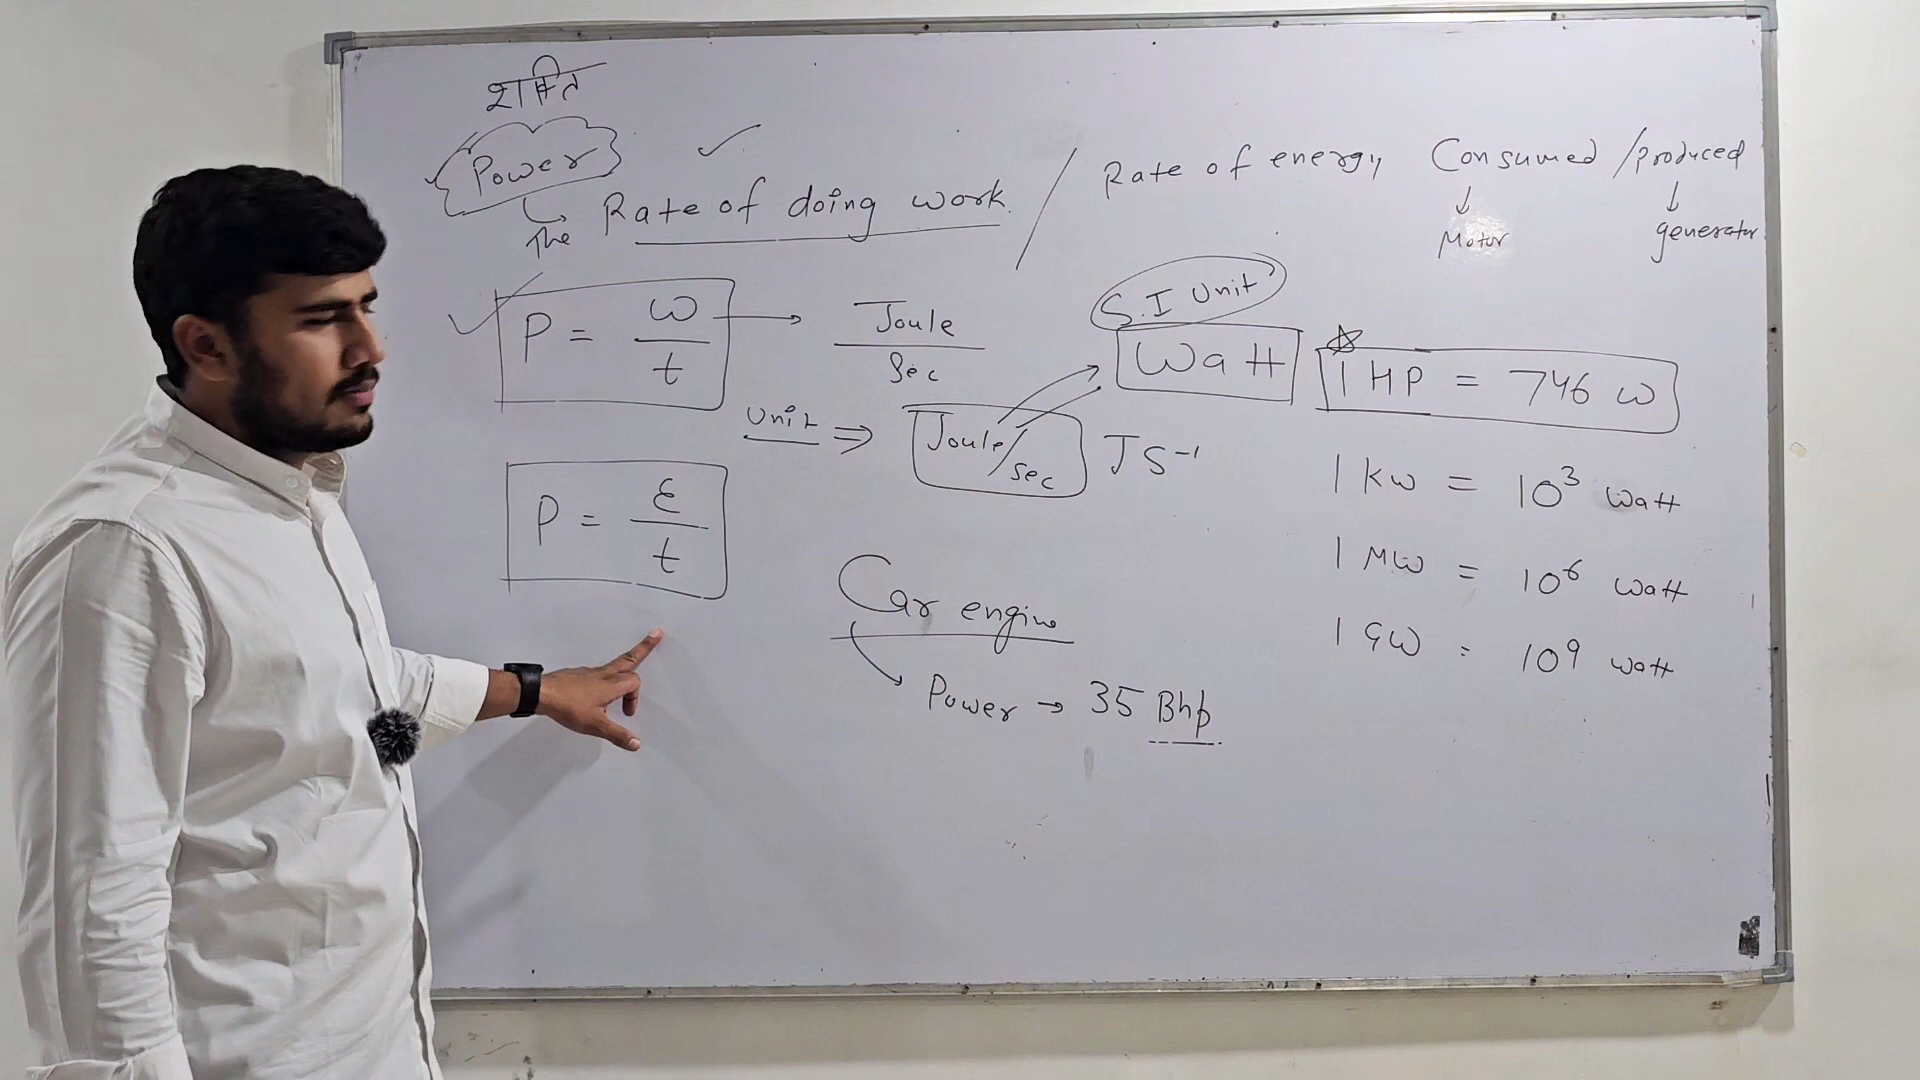 शक्ति
Power
The Rate of doing work. / Rate of energy Consumed / produced
↓ Motor ↓ generator
P = w/t → Joule/Sec
S.I Unit
Watt
1 HP = 746 w
Unit ⇒ Joule/sec JS⁻¹
1 kw = 10³ watt
P = ε/t
1 MW = 10⁶ watt
Car engine
1 GW = 10⁹ watt
Power → 35 Bhp